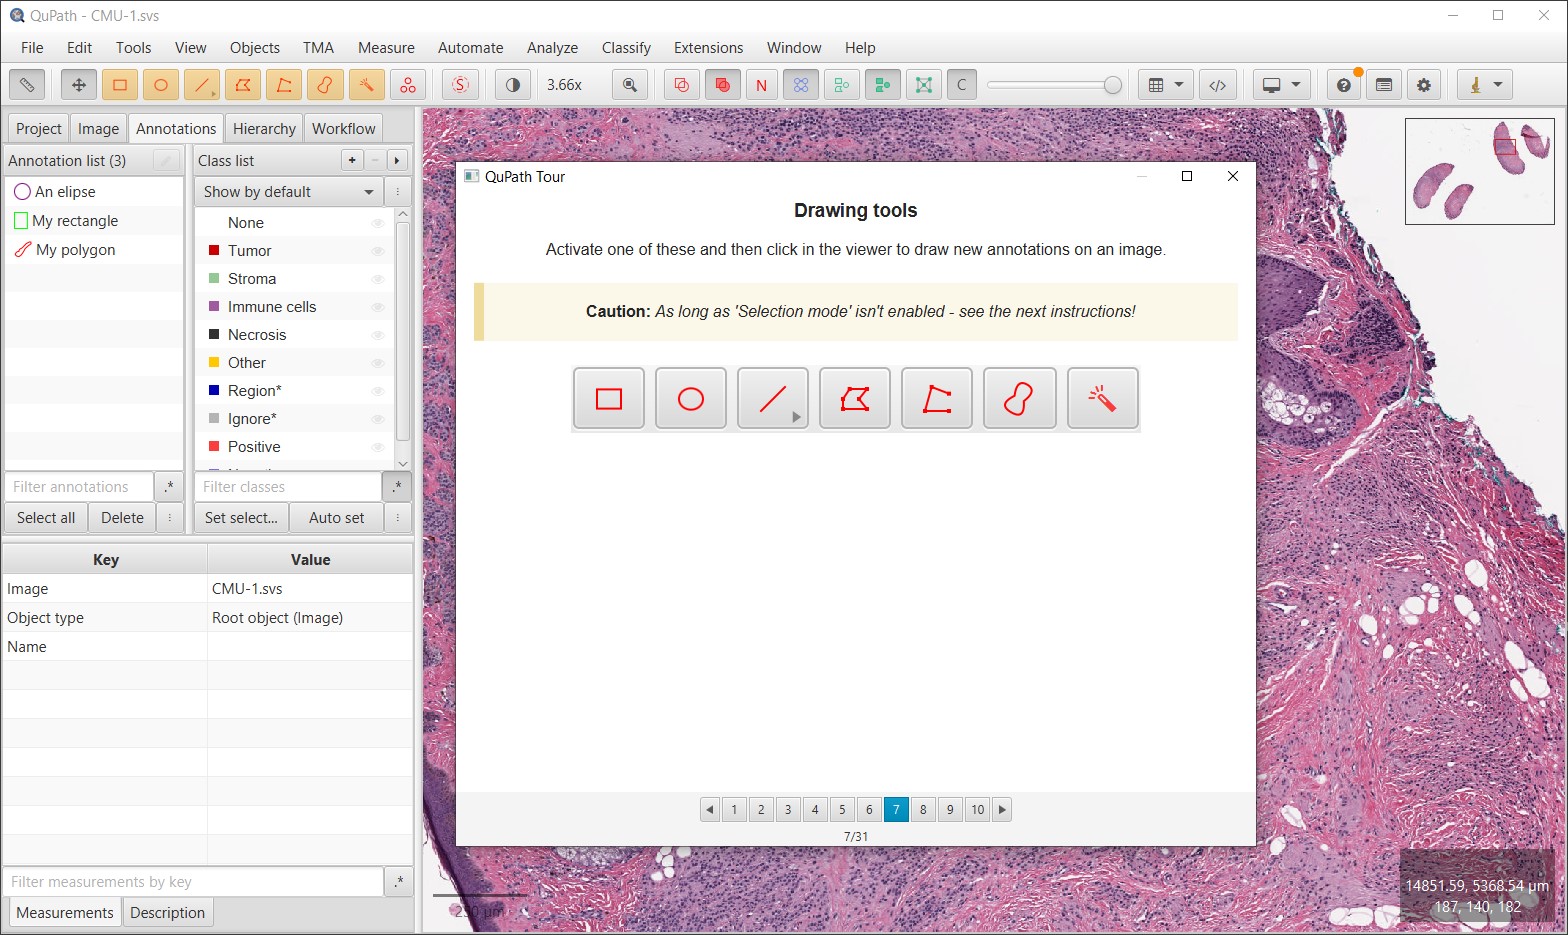 QuPath - CMU-1.svs
File Edit Tools View Objects TMA Measure Automate Analyze Classify Extensions Window Help
S 3.66x N C
Project Image Annotations Hierarchy Workflow
Annotation list (3)
An elipse
My rectangle
My polygon
Filter annotations .*
Select all Delete
Class list
Show by default
None
Tumor
Stroma
Immune cells
Necrosis
Other
Region*
Ignore*
Positive
Filter classes .*
Set select... Auto set
Key Value
Image CMU-1.svs
Object type Root object (Image)
Name
Filter measurements by key .*
Measurements Description
QuPath Tour
Drawing tools
Activate one of these and then click in the viewer to draw new annotations on an image.
Caution: As long as 'Selection mode' isn't enabled - see the next instructions!
1 2 3 4 5 6 7 8 9 10
7/31
250 µm
14851.59, 5368.54 µm
187, 140, 182